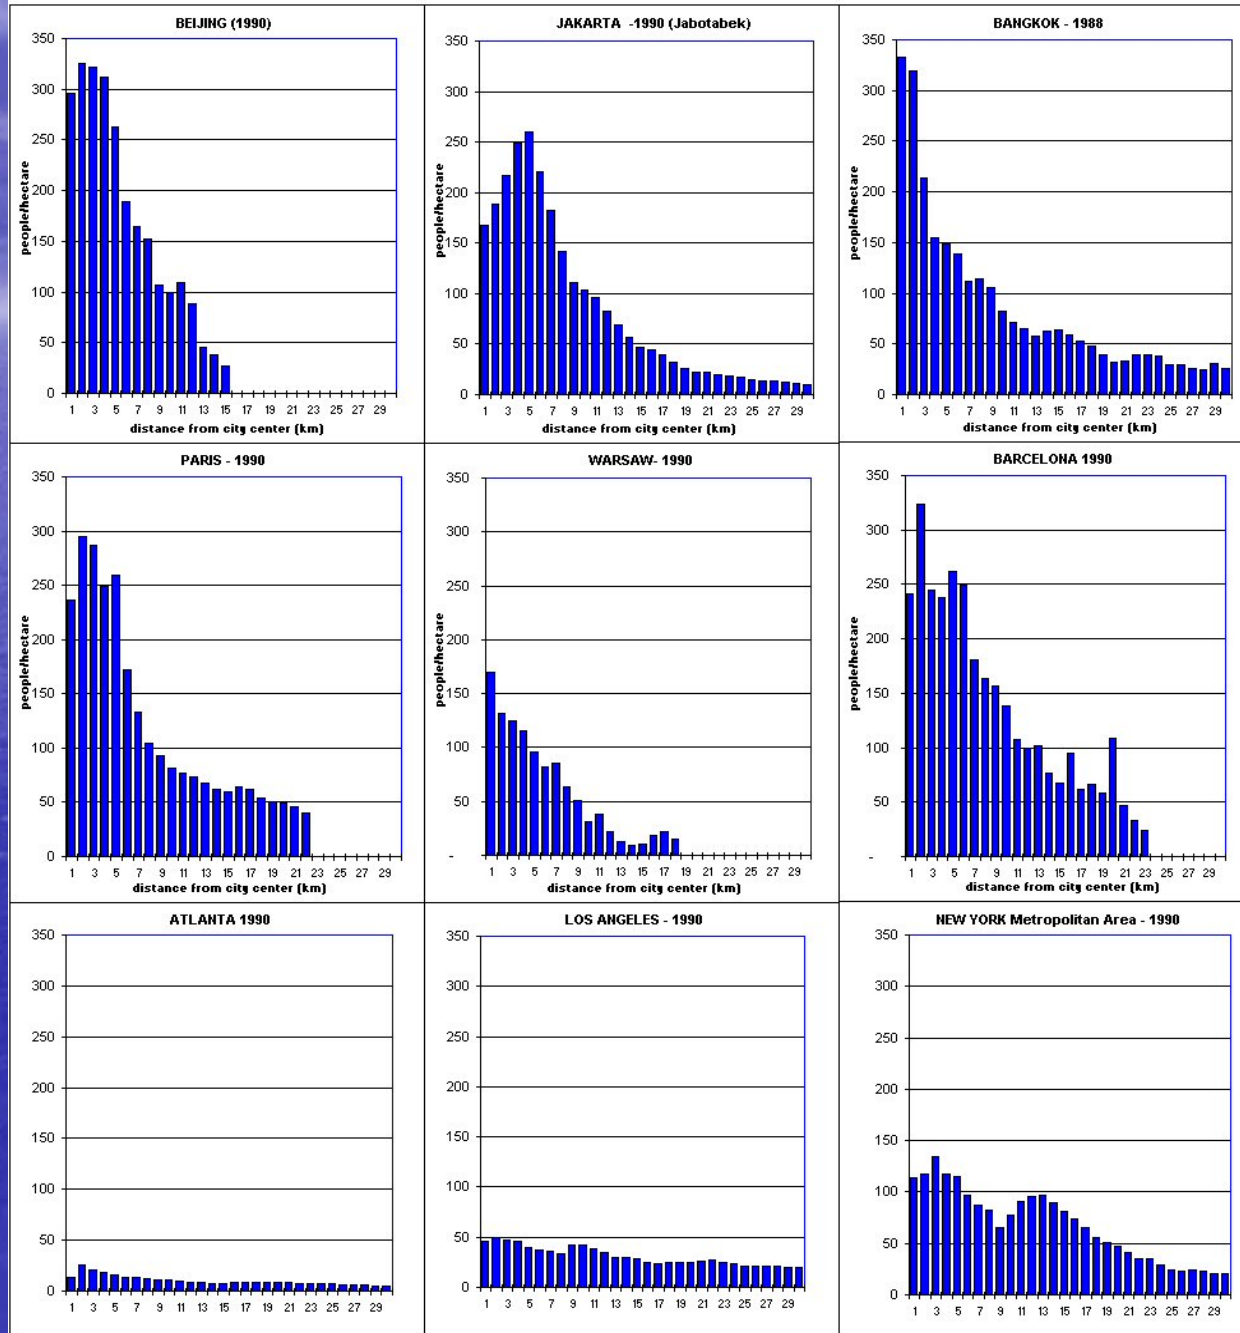 BEIJING (1990)
350
300
250
200
150
100
50
0
people/hectare
1 3 5 7 9 11 13 15 17 19 21 23 25 27 29
distance from city center (km)
JAKARTA -1990 (Jabotabek)
350
300
250
200
150
100
50
0
people/hectare
1 3 5 7 9 11 13 15 17 19 21 23 25 27 29
distance from city center (km)
BANGKOK - 1988
350
300
250
200
150
100
50
0
people/hectare
1 3 5 7 9 11 13 15 17 19 21 23 25 27 29
distance from city center (km)
PARIS - 1990
350
300
250
200
150
100
50
0
people/hectare
1 3 5 7 9 11 13 15 17 19 21 23 25 27 29
distance from city center (km)
WARSAW- 1990
350
300
250
200
150
100
50
-
people/hectare
1 3 5 7 9 11 13 15 17 19 21 23 25 27 29
distance from city center (km)
BARCELONA 1990
350
300
250
200
150
100
50
-
people/hectare
1 3 5 7 9 11 13 15 17 19 21 23 25 27 29
distance from city center (km)
ATLANTA 1990
350
300
250
200
150
100
50
0
1 3 5 7 9 11 13 15 17 19 21 23 25 27 29
LOS ANGELES - 1990
350
300
250
200
150
100
50
0
1 3 5 7 9 11 13 15 17 19 21 23 25 27 29
NEW YORK Metropolitan Area - 1990
350
300
250
200
150
100
50
0
1 3 5 7 9 11 13 15 17 19 21 23 25 27 29